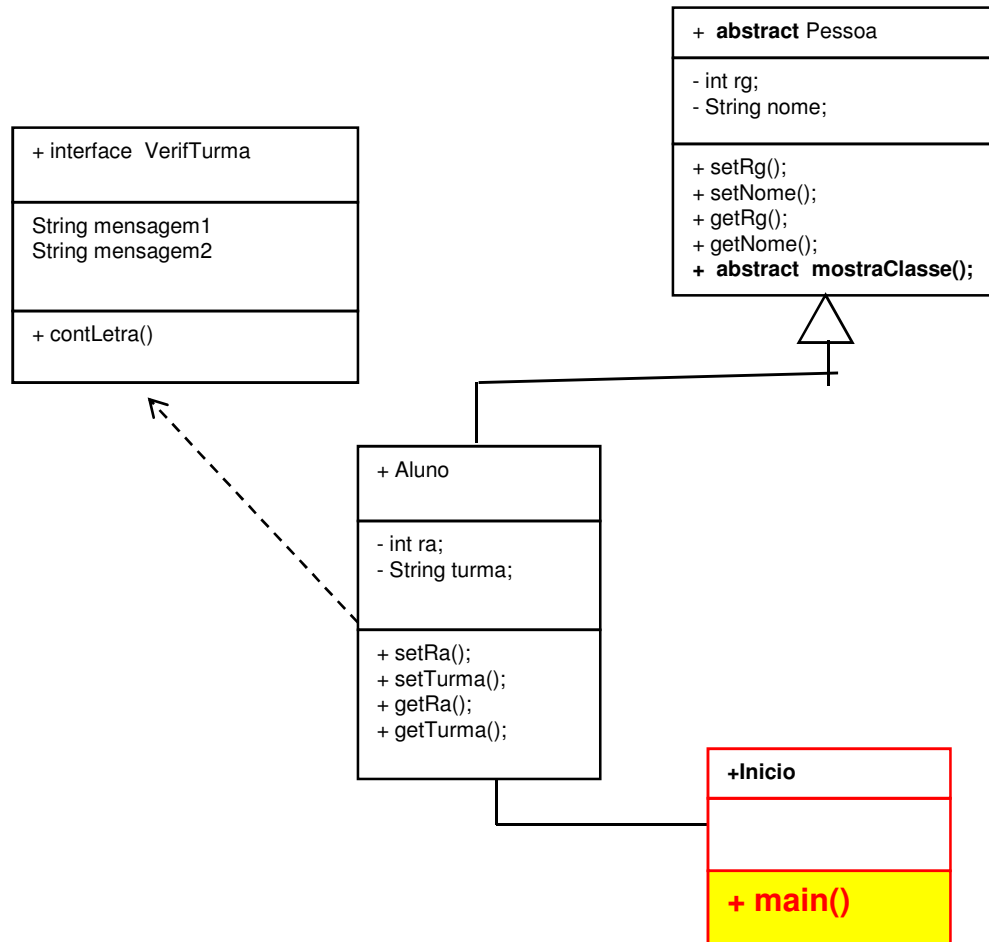 + abstract Pessoa
- int rg;
- String nome;
+ setRg();
+ setNome();
+ getRg();
+ getNome();
+ abstract mostraClasse();
+ interface VerifTurma
String mensagem1
String mensagem2
+ contLetra()
+ Aluno
- int ra;
- String turma;
+ setRa();
+ setTurma();
+ getRa();
+ getTurma();
+Inicio
+ main()